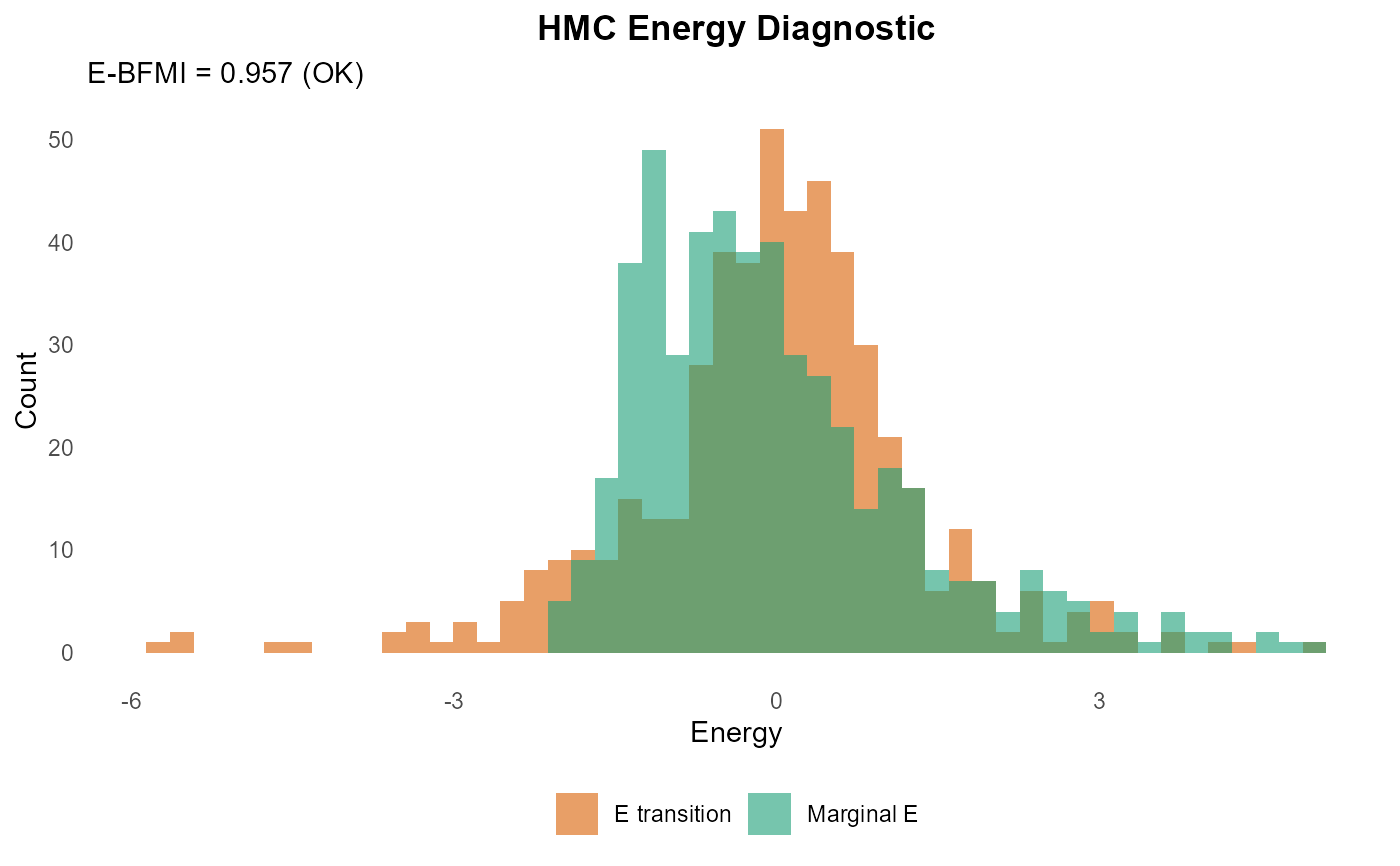 HMC Energy Diagnostic
E-BFMI = 0.957 (OK)
50
40
30
20
10
0
Count
-6 -3 0 3
Energy
E transition Marginal E